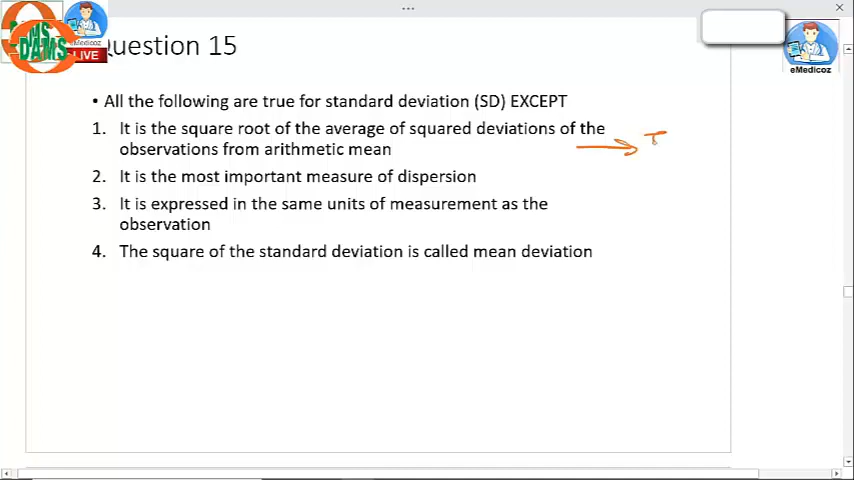 ...
DAMS
eMedicoz
LIVE
Question 15
eMedicoz
• All the following are true for standard deviation (SD) EXCEPT
1. It is the square root of the average of squared deviations of the
observations from arithmetic mean
T
2. It is the most important measure of dispersion
3. It is expressed in the same units of measurement as the
observation
4. The square of the standard deviation is called mean deviation